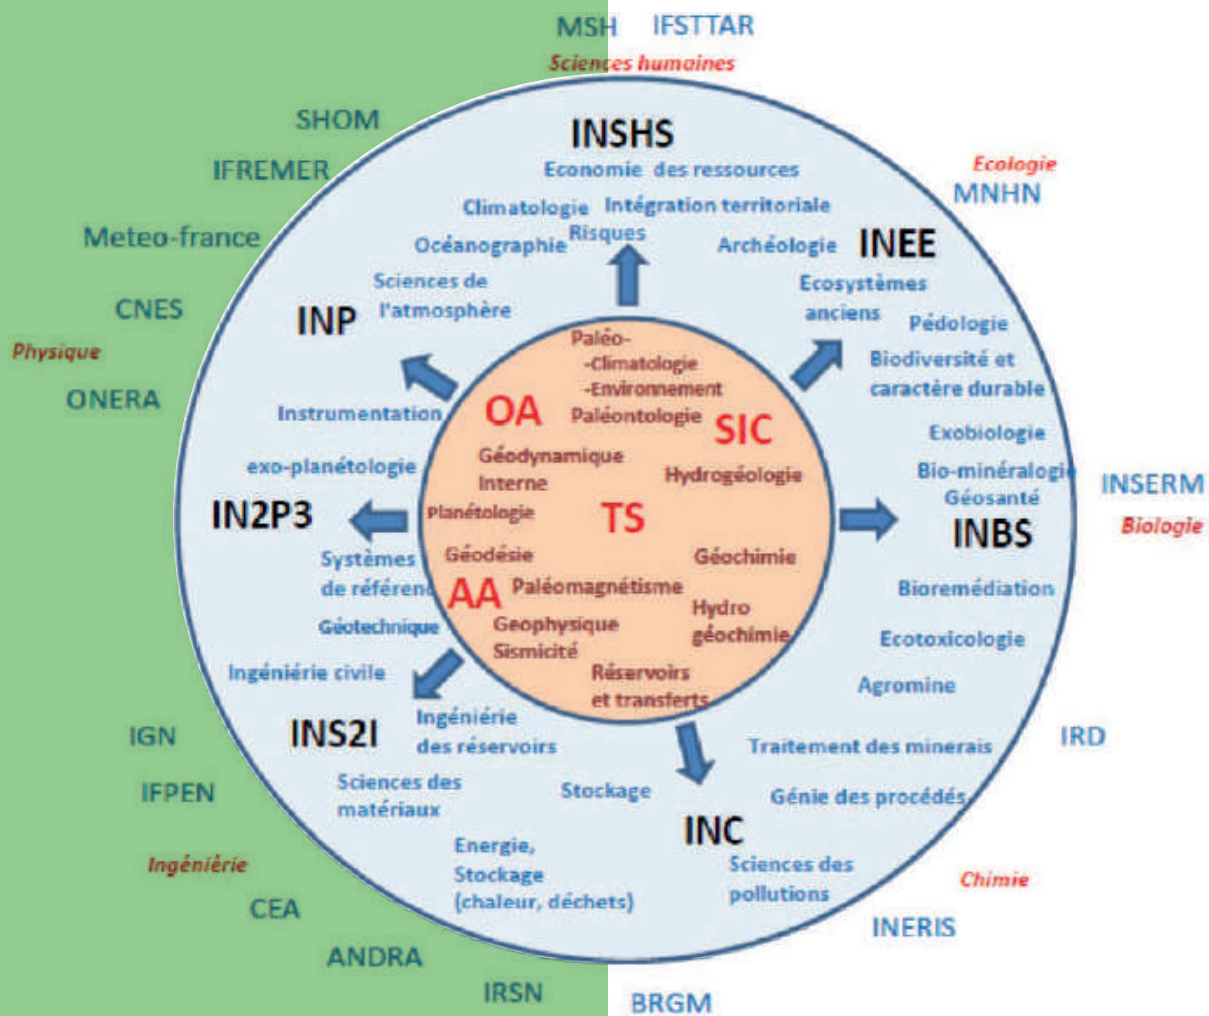 MSH IFSTTAR
Sciences humaines
SHOM
INSHS
IFREMER
Economie des ressources
Ecologie
MNHN
Climatologie
Intégration territoriale
Risques
Meteo-france
Océanographie
Archéologie
INEE
Sciences de
l'atmosphère
Ecosystèmes
anciens
CNES
INP
Pédologie
Physique
Paléo-
-Climatologie
-Environnement
Paléontologie
Biodiversité et
caractère durable
ONERA
Instrumentation
OA
SIC
Exobiologie
exo-planétologie
Géodynamique
Interne
Hydrogéologie
Bio-minéralogie
Géosanté
INSERM
IN2P3
Planétologie
TS
INBS
Biologie
Systèmes
de référenc
Géodésie
Géochimie
AA
Paléomagnétisme
Bioremédiation
Géotechnique
Geophysique
Sismicité
Hydro
géochimie
Ecotoxicologie
Ingéniérie civile
Réservoirs
et transferts
Agromine
INS2I
Ingéniérie
des réservoirs
IGN
Traitement des minerais
IRD
IFPEN
Sciences des
matériaux
Stockage
Génie des procédés
INC
Ingéniérie
Energie,
Stockage
(chaleur, déchets)
Sciences des
pollutions
Chimie
CEA
INERIS
ANDRA
IRSN
BRGM